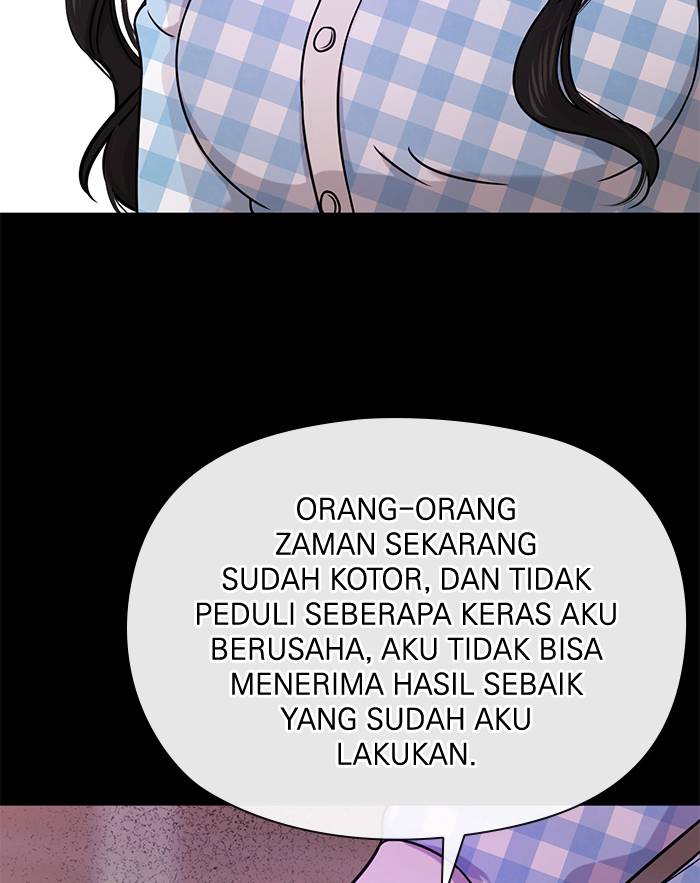 ORANG-ORANG
ZAMAN SEKARANG
SUDAH KOTOR, DAN TIDAK
PEDULI SEBERAPA KERAS AKU
BERUSAHA, AKU TIDAK BISA
MENERIMA HASIL SEBAIK
YANG SUDAH AKU
LAKUKAN.